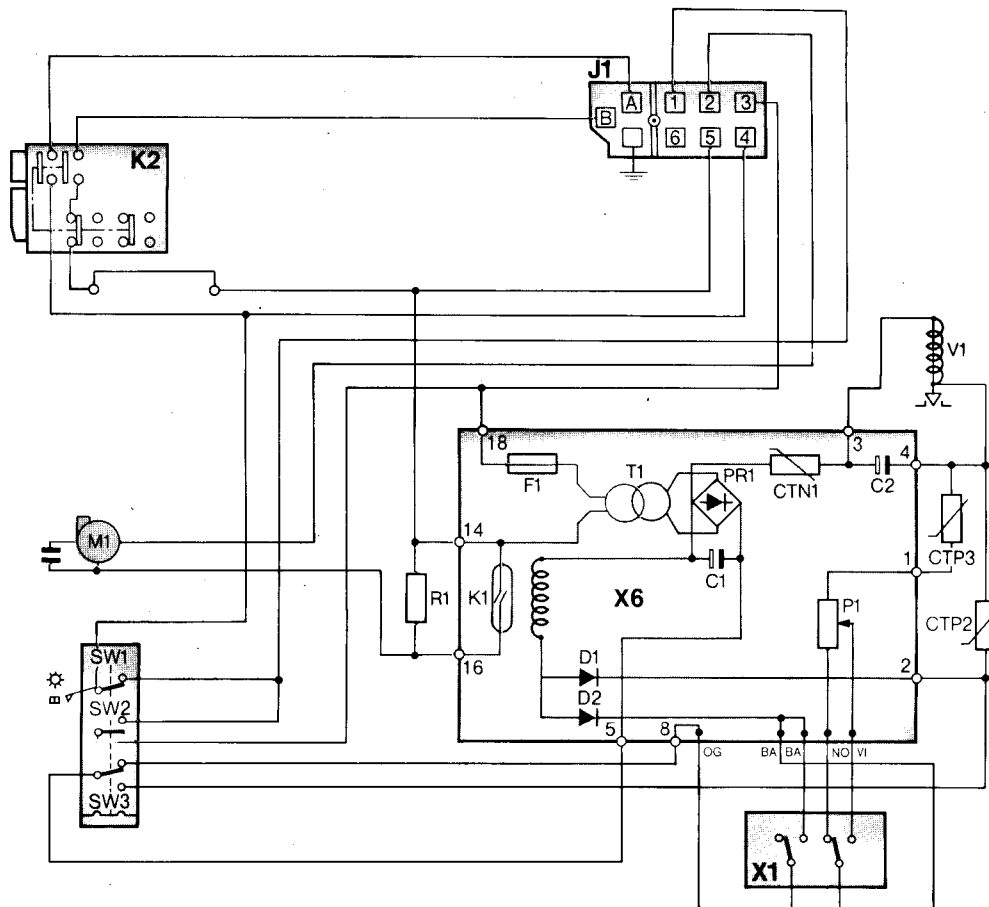 J1
A 1 2 3
B
6 5 4
K2
V1
18 3 4
F1 T1 PR1 CTN1 C2
M1
14 1 CTP3
C1
R1 K1 X6 P1
CTP2
SW1
16 D1 2
SW2 D2
5 8
OG BA BA NO VI
SW3
X1